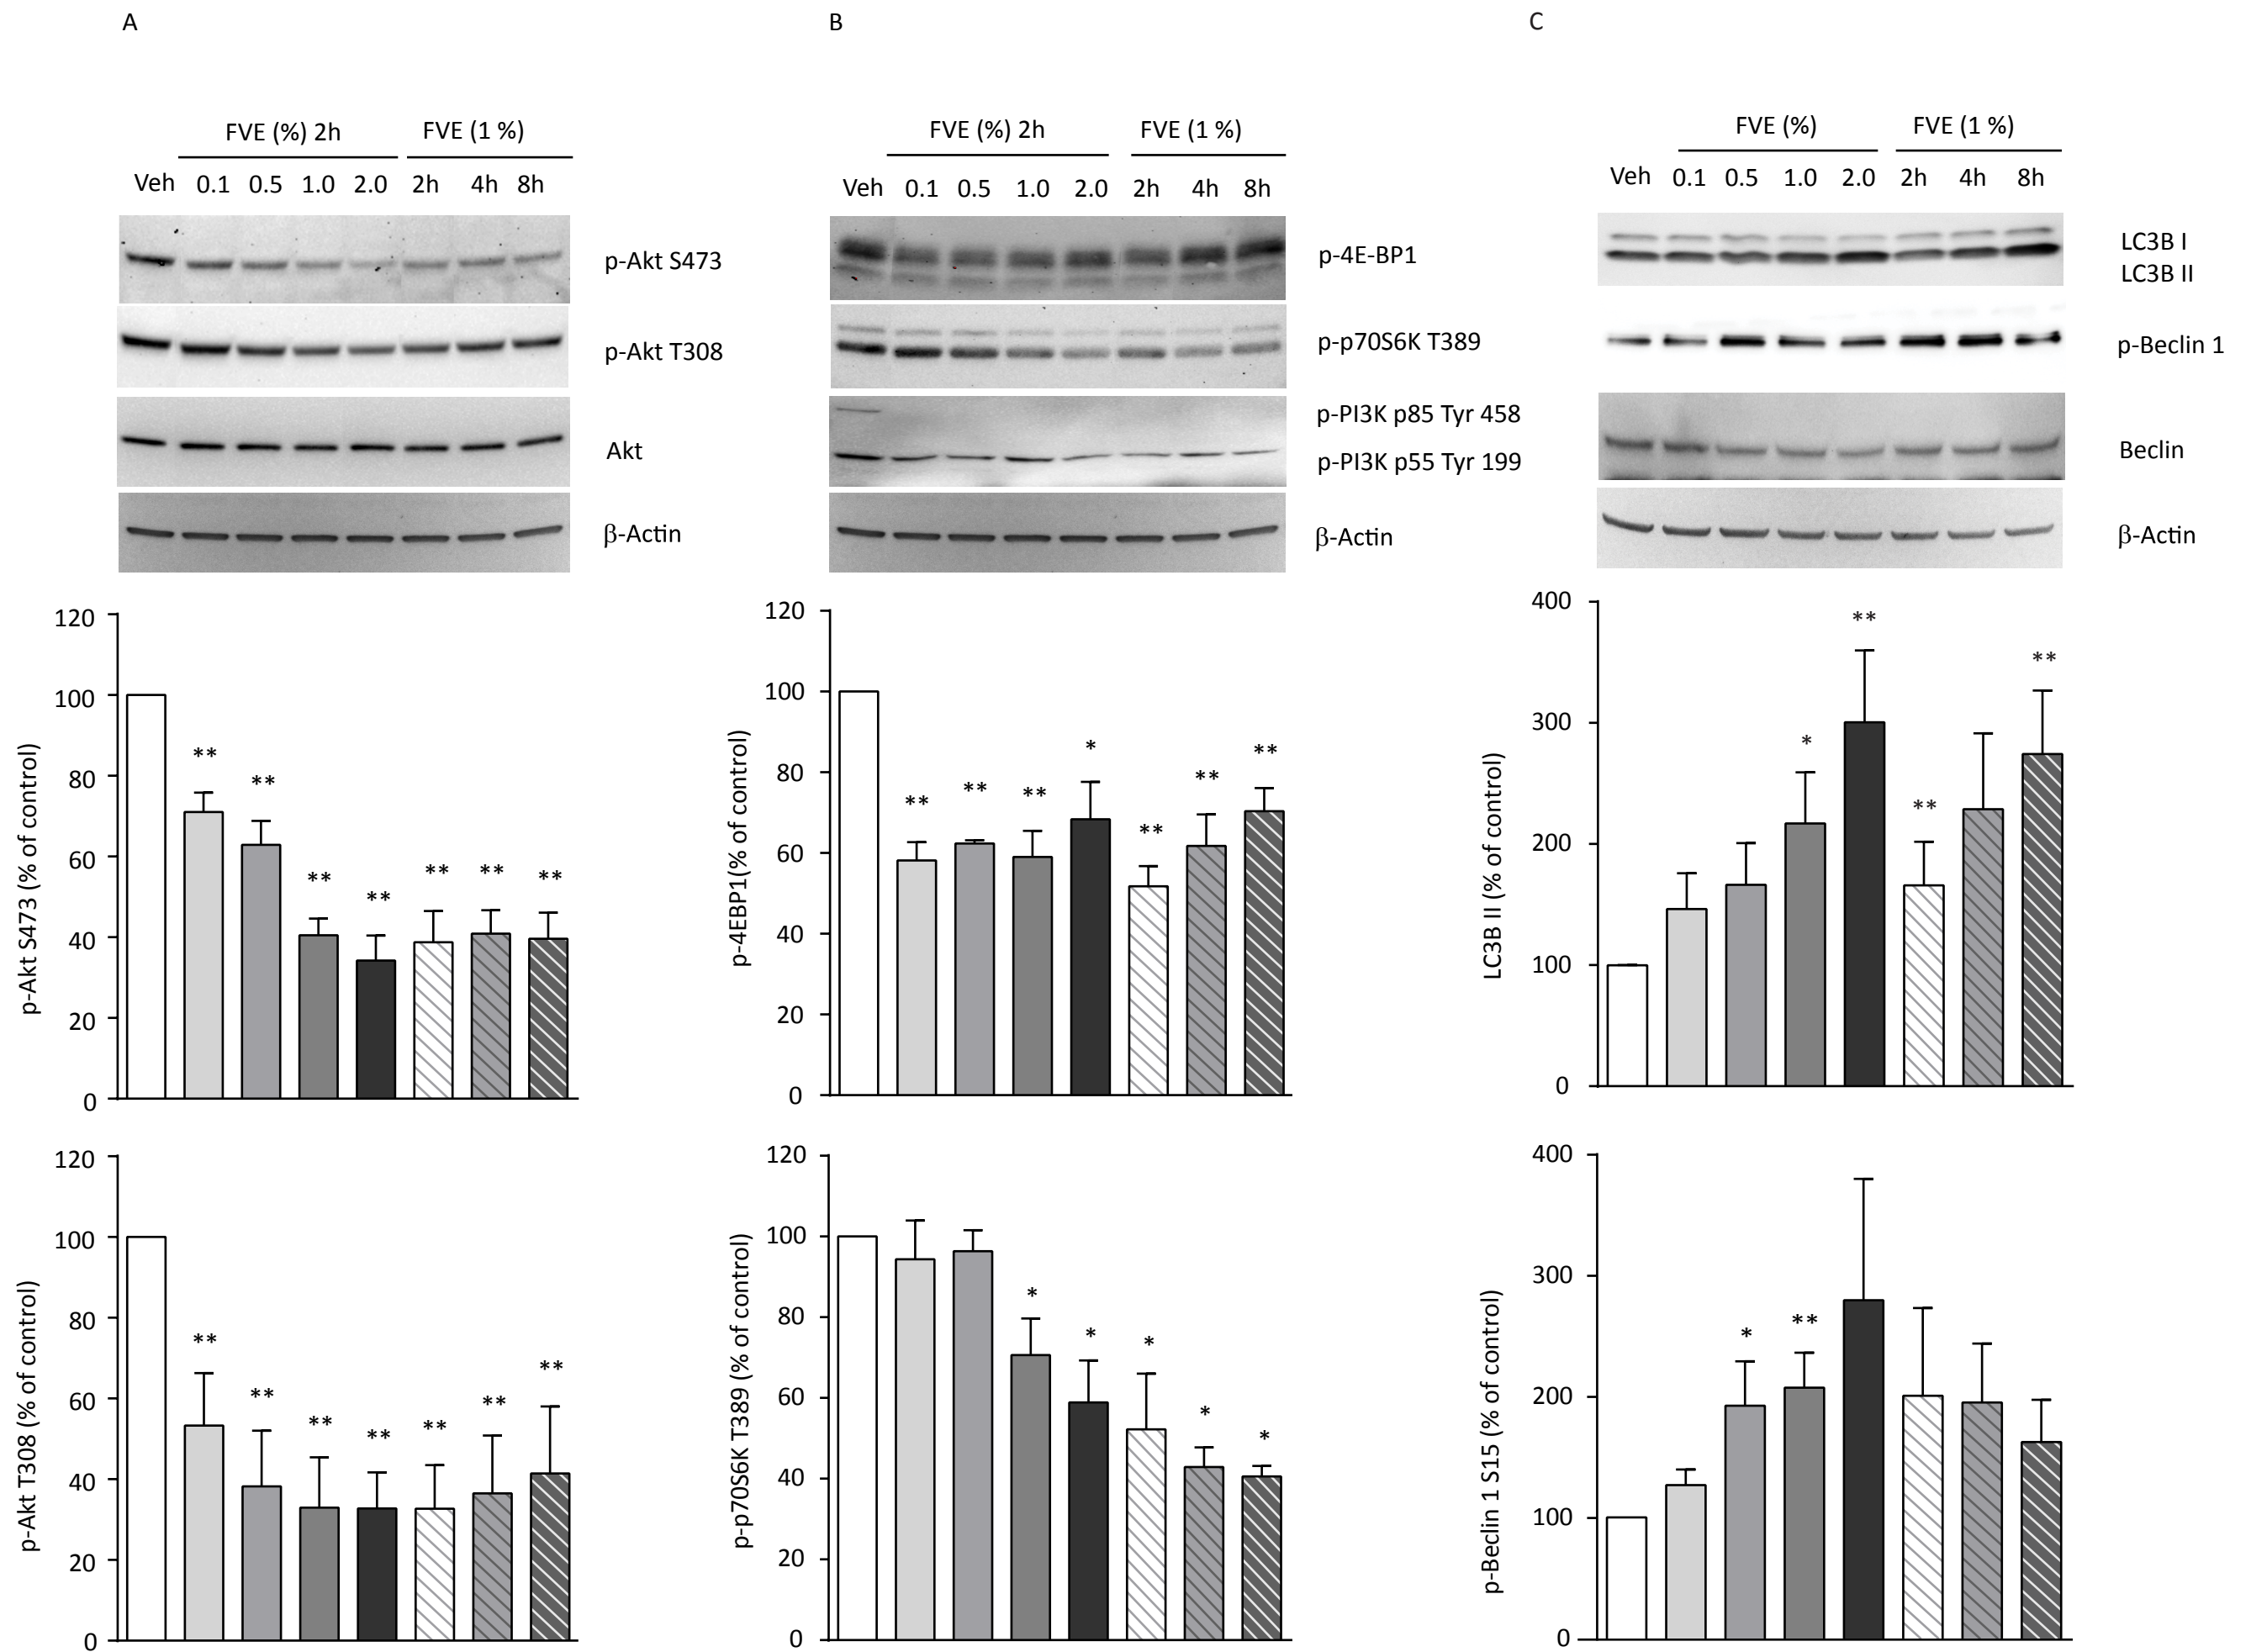 A
FVE (%) 2h FVE (1 %)
Veh 0.1 0.5 1.0 2.0 2h 4h 8h
p-Akt S473
p-Akt T308
Akt
β-Actin
p-Akt S473 (% of control)
120
100
80
60
40
20
0
** ** ** ** ** ** **
p-Akt T308 (% of control)
120
100
80
60
40
20
0
** ** ** ** ** ** **
B
FVE (%) 2h FVE (1 %)
Veh 0.1 0.5 1.0 2.0 2h 4h 8h
p-4E-BP1
p-p70S6K T389
p-PI3K p85 Tyr 458
p-PI3K p55 Tyr 199
β-Actin
p-4EBP1(% of control)
120
100
80
60
40
20
0
** ** ** * ** ** **
p-p70S6K T389 (% of control)
120
100
80
60
40
20
0
* * * * *
C
FVE (%) FVE (1 %)
Veh 0.1 0.5 1.0 2.0 2h 4h 8h
LC3B I
LC3B II
p-Beclin 1
Beclin
β-Actin
LC3B II (% of control)
400
300
200
100
0
* ** ** **
p-Beclin 1 S15 (% of control)
400
300
200
100
0
* **